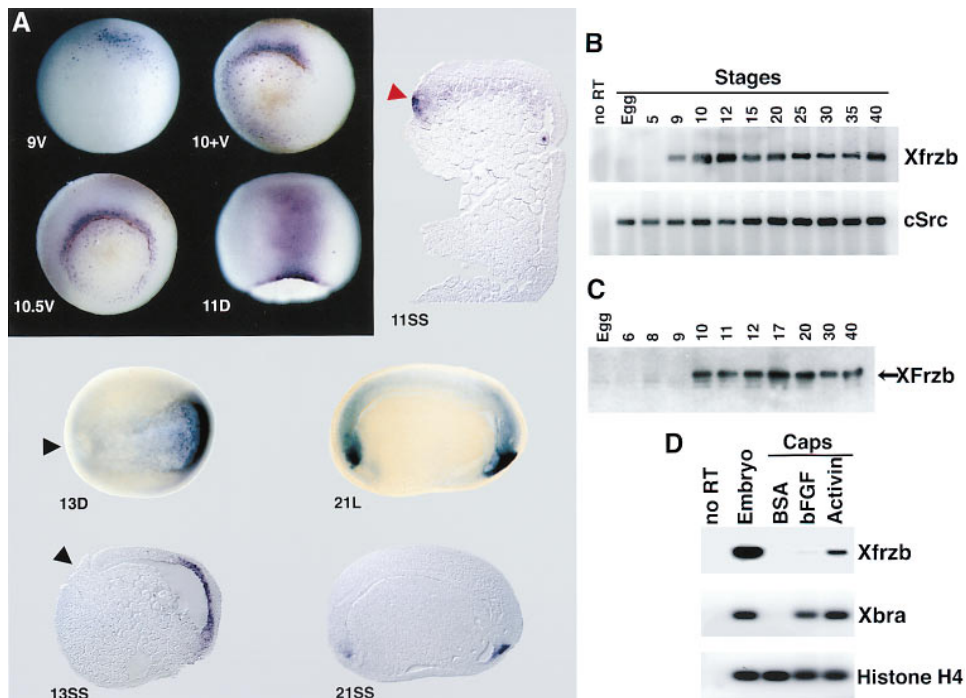 A
9V
10+V
10.5V
11D
11SS
13D
21L
13SS
21SS
B
Stages
no RT Egg 5 9 10 12 15 20 25 30 35 40
Xfrzb
cSrc
C
Egg 6 8 9 10 11 12 17 20 30 40
XFrzb
D
Caps
no RT Embryo BSA bFGF Activin
Xfrzb
Xbra
Histone H4